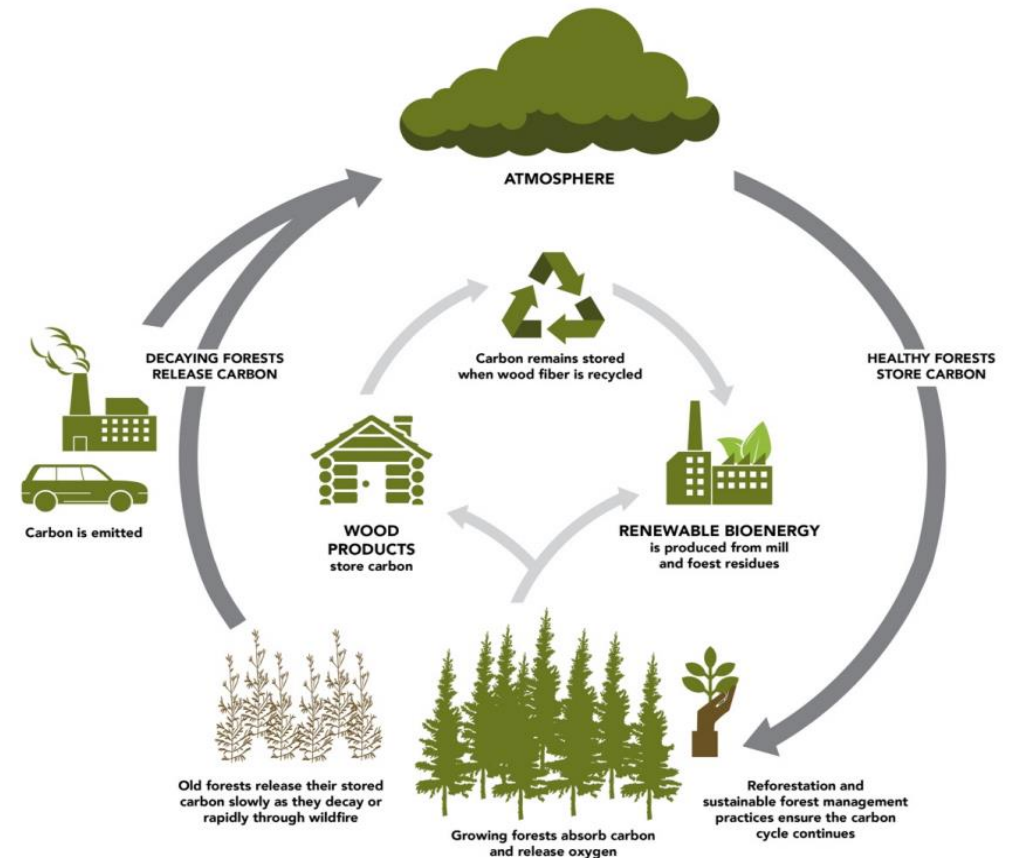 ATMOSPHERE
Carbon remains stored
when wood fiber is recycled
DECAYING FORESTS
RELEASE CARBON
HEALTHY FORESTS
STORE CARBON
Carbon is emitted
WOOD
PRODUCTS
store carbon
RENEWABLE BIOENERGY
is produced from mill
and foest residues
Old forests release their stored
carbon slowly as they decay or
rapidly through wildfire
Growing forests absorb carbon
and release oxygen
Reforestation and
sustainable forest management
practices ensure the carbon
cycle continues